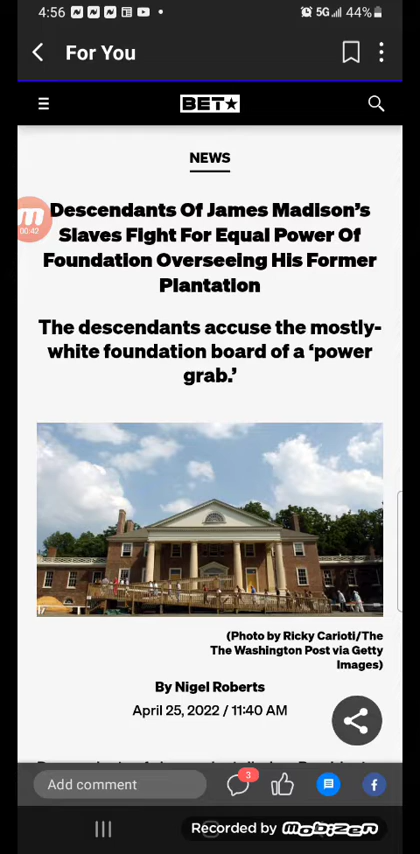 4:56 5G 44%
For You
BET
NEWS
Descendants Of James Madison's
Slaves Fight For Equal Power Of
Foundation Overseeing His Former
Plantation
00:42
The descendants accuse the mostly-
white foundation board of a 'power
grab.'
(Photo by Ricky Carioti/The
The Washington Post via Getty
Images)
By Nigel Roberts
April 25, 2022 / 11:40 AM
Add comment
3
Recorded by mobizen